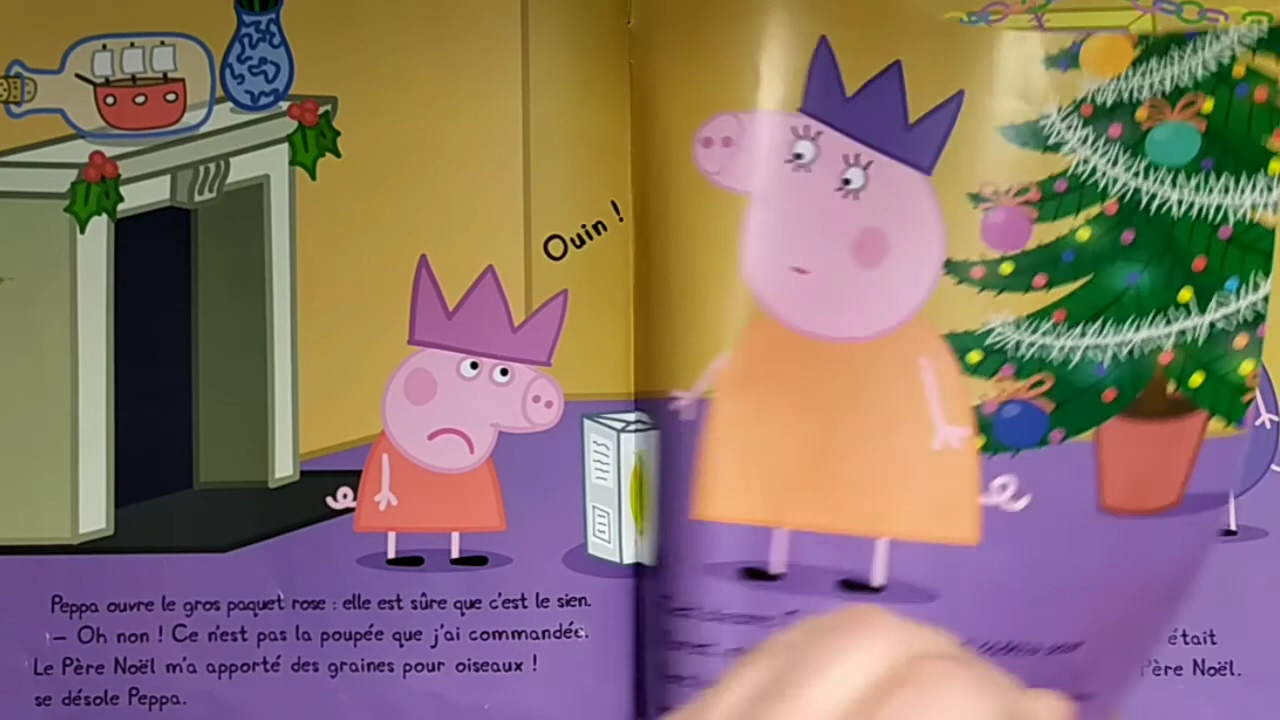 Ouin !
Peppa ouvre le gros paquet rose : elle est sûre que c'est le sien.
– Oh non ! Ce n'est pas la poupée que j'ai commandée.
Le Père Noël m'a apporté des graines pour oiseaux !
se désole Peppa.
était
Père Noël.